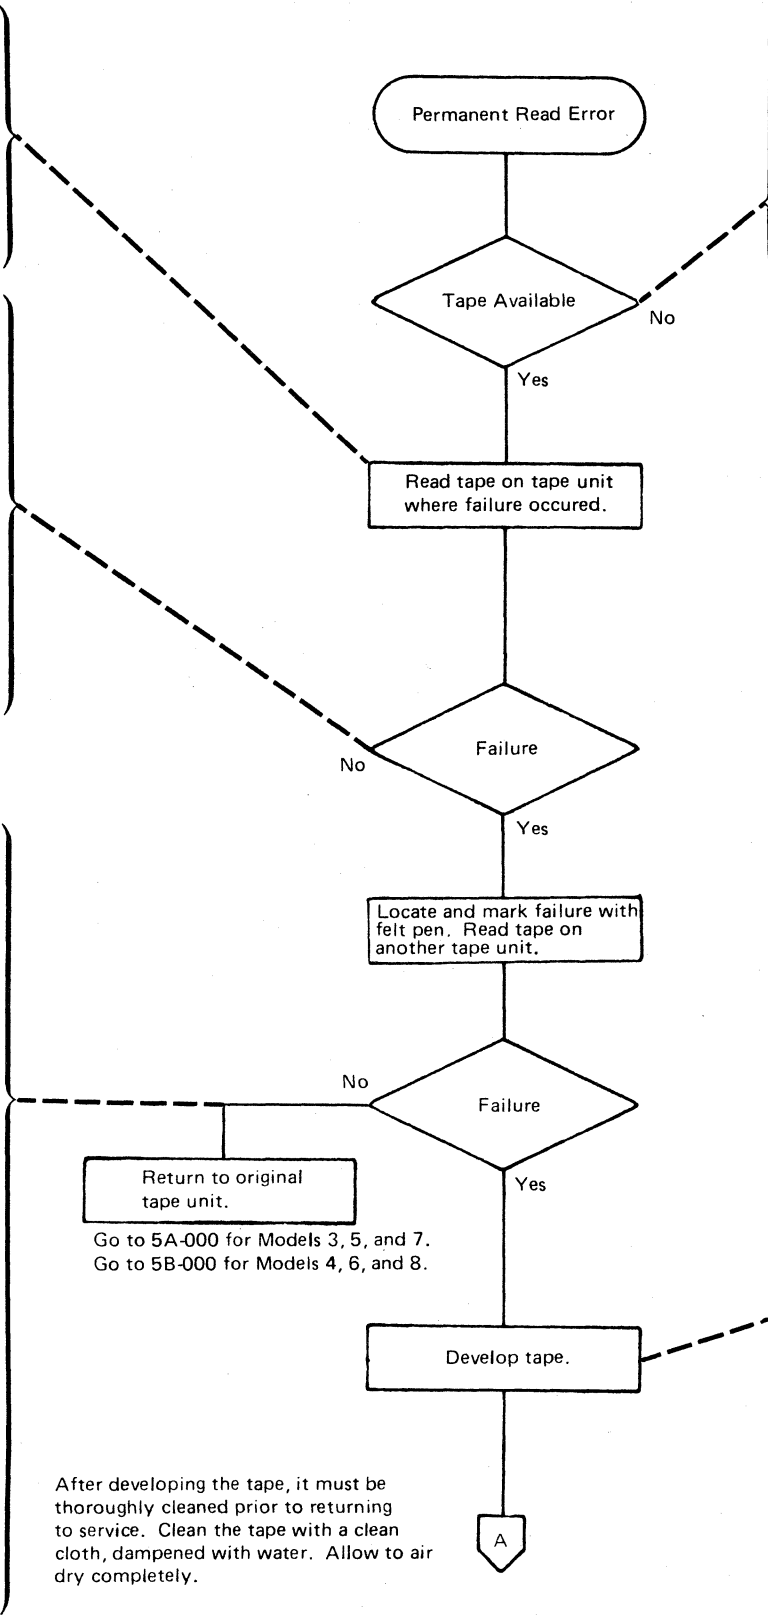 Permanent Read Error
Tape Available
No
Yes
Read tape on tape unit
where failure occured.
Failure
No
Yes
Locate and mark failure with
felt pen. Read tape on
another tape unit.
No
Failure
Return to original
tape unit.
Yes
Go to 5A-000 for Models 3, 5, and 7.
Go to 5B-000 for Models 4, 6, and 8.
Develop tape.
After developing the tape, it must be
thoroughly cleaned prior to returning
to service. Clean the tape with a clean
cloth, dampened with water. Allow to air
dry completely.
A